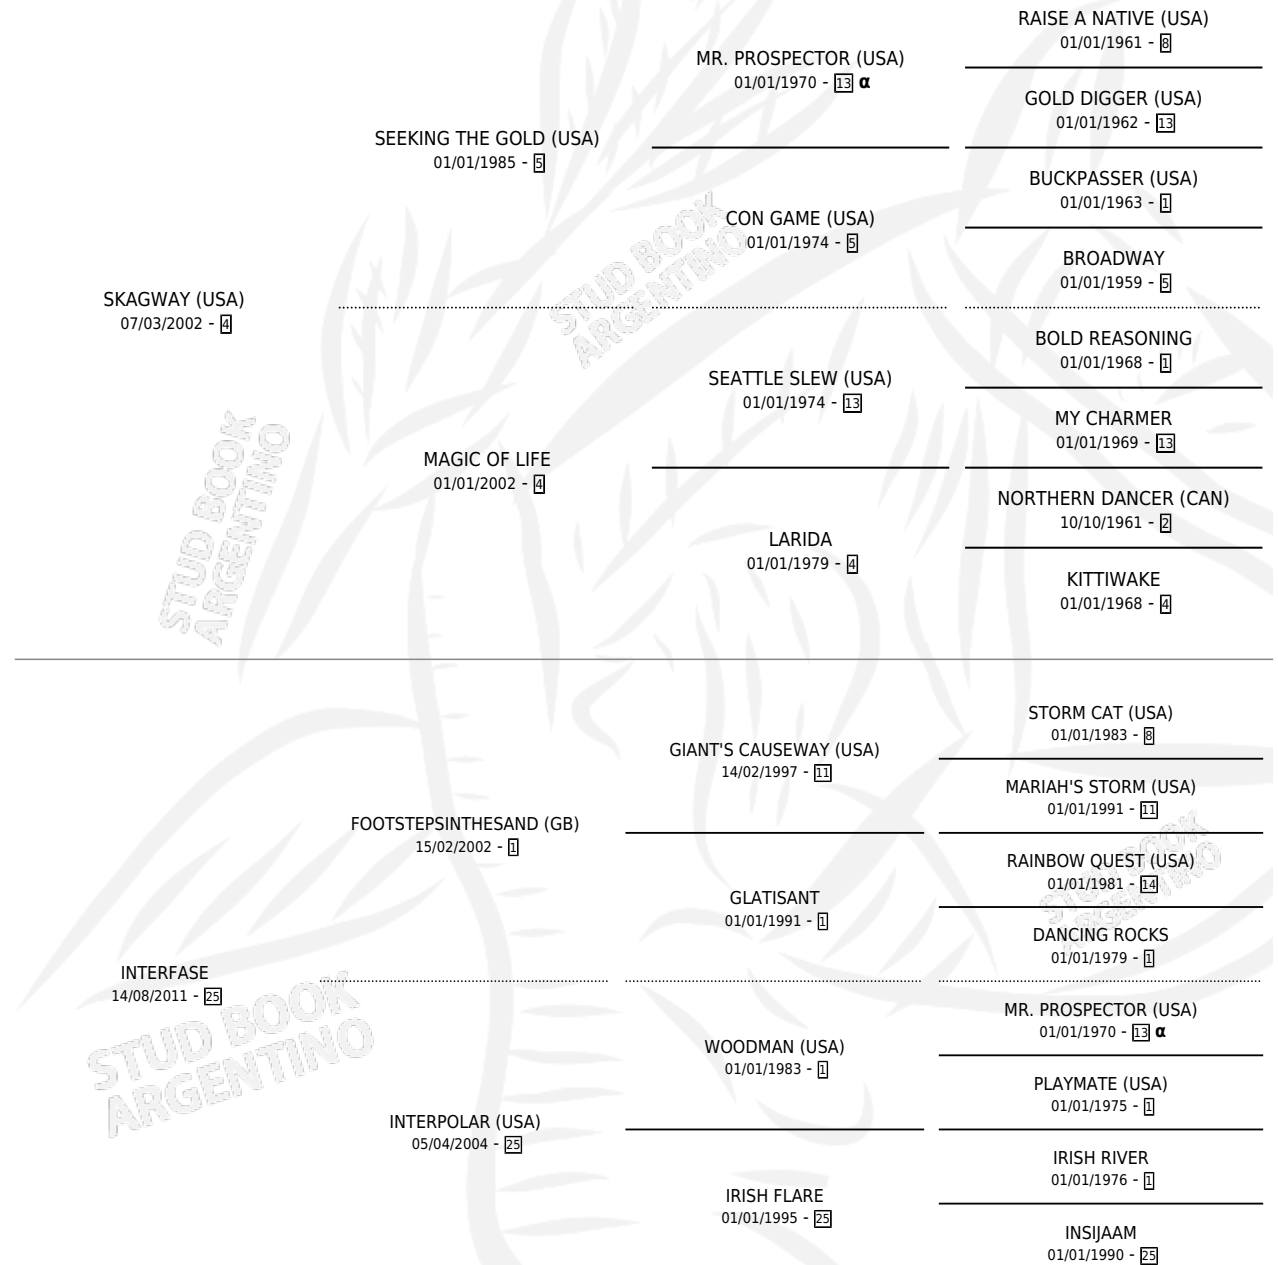 RAISE A NATIVE (USA)
01/01/1961 - 8
MR. PROSPECTOR (USA)
01/01/1970 - 13 α
GOLD DIGGER (USA)
01/01/1962 - 13
SEEKING THE GOLD (USA)
01/01/1985 - 5
BUCKPASSER (USA)
01/01/1963 - 1
CON GAME (USA)
01/01/1974 - 5
BROADWAY
01/01/1959 - 5
SKAGWAY (USA)
07/03/2002 - 4
BOLD REASONING
01/01/1968 - 1
SEATTLE SLEW (USA)
01/01/1974 - 13
MY CHARMER
01/01/1969 - 13
MAGIC OF LIFE
01/01/2002 - 4
NORTHERN DANCER (CAN)
10/10/1961 - 2
LARIDA
01/01/1979 - 4
KITTIWAKE
01/01/1968 - 4
STORM CAT (USA)
01/01/1983 - 8
GIANT'S CAUSEWAY (USA)
14/02/1997 - 11
MARIAH'S STORM (USA)
01/01/1991 - 11
FOOTSTEPSINTHESAND (GB)
15/02/2002 - 1
RAINBOW QUEST (USA)
01/01/1981 - 14
GLATISANT
01/01/1991 - 1
DANCING ROCKS
01/01/1979 - 1
INTERFASE
14/08/2011 - 25
MR. PROSPECTOR (USA)
01/01/1970 - 13 α
WOODMAN (USA)
01/01/1983 - 1
PLAYMATE (USA)
01/01/1975 - 1
INTERPOLAR (USA)
05/04/2004 - 25
IRISH RIVER
01/01/1976 - 1
IRISH FLARE
01/01/1995 - 25
INSIJAAM
01/01/1990 - 25
STUD BOOK
ARGENTINO
STUD BOOK
ARGENTINO
STUD BOOK
ARGENTINO
STUD BOOK
ARGENTINO